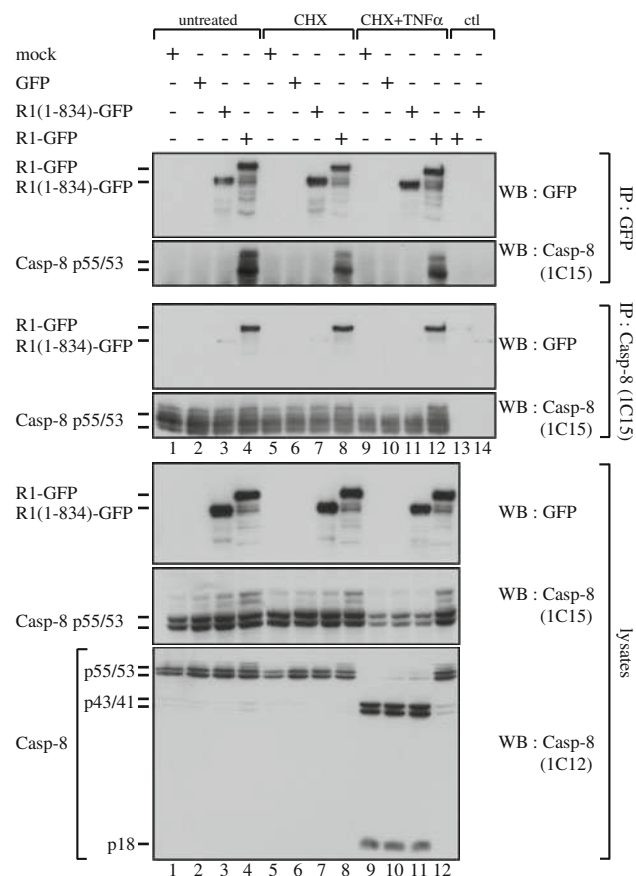 untreated CHX CHX+TNFα ctl
mock + - - - + - - - + - - - - -
GFP - + - - - + - - - + - - - -
R1(1-834)-GFP - - + - - - + - - - + - - +
R1-GFP - - - + - - - + - - - + + -
R1-GFP
R1(1-834)-GFP
WB : GFP
Casp-8 p55/53
WB : Casp-8
(1C15)
IP : GFP
R1-GFP
R1(1-834)-GFP
WB : GFP
Casp-8 p55/53
WB : Casp-8
(1C15)
IP : Casp-8 (1C15)
1 2 3 4 5 6 7 8 9 10 11 12 13 14
R1-GFP
R1(1-834)-GFP
WB : GFP
Casp-8 p55/53
WB : Casp-8
(1C15)
Casp-8
p55/53
p43/41
p18
WB : Casp-8
(1C12)
lysates
1 2 3 4 5 6 7 8 9 10 11 12